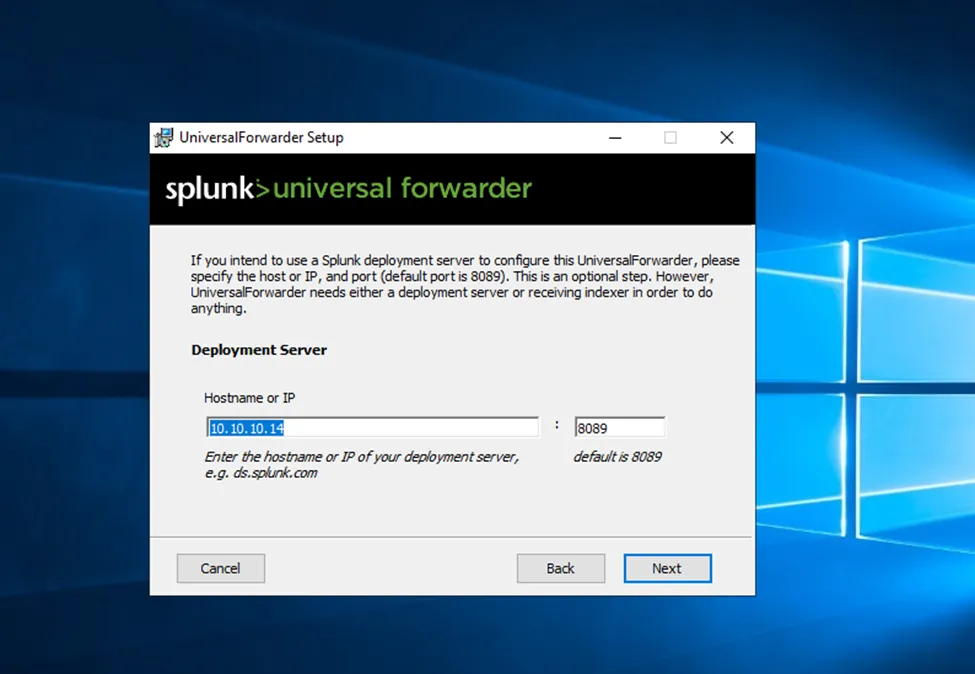 UniversalForwarder Setup
splunk>universal forwarder
If you intend to use a Splunk deployment server to configure this UniversalForwarder, please
specify the host or IP, and port (default port is 8089). This is an optional step. However,
UniversalForwarder needs either a deployment server or receiving indexer in order to do
anything.
Deployment Server
Hostname or IP
10.10.10.14 : 8089
Enter the hostname or IP of your deployment server, default is 8089
e.g. ds.splunk.com
Cancel Back Next